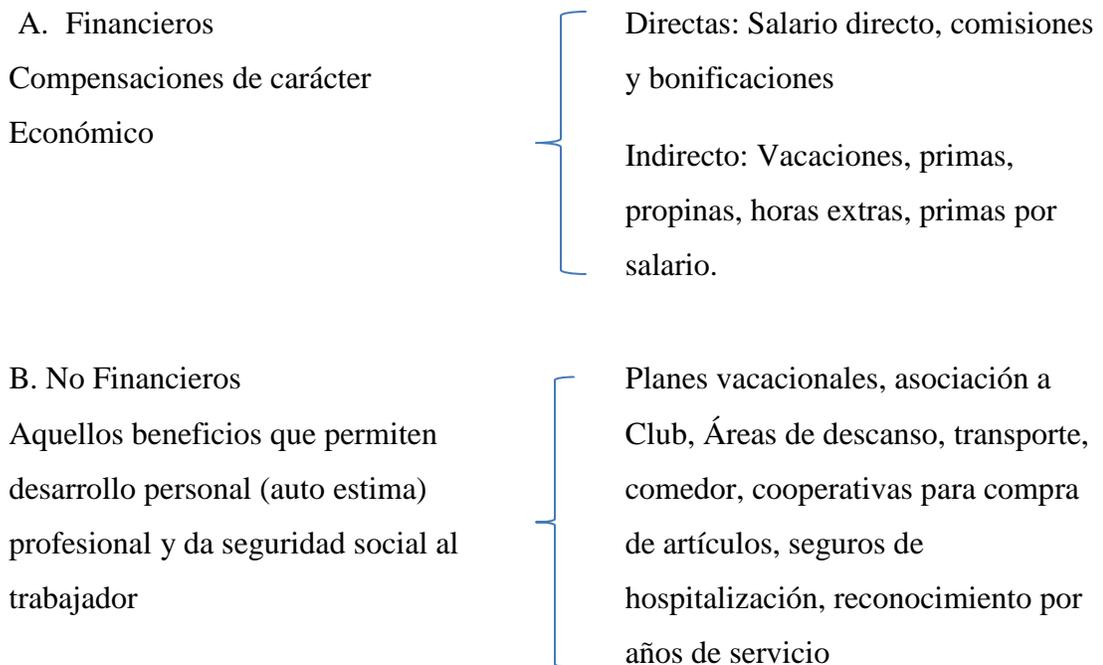 A. Financieros
Compensaciones de carácter
Económico
Directas: Salario directo, comisiones
y bonificaciones
Indirecto: Vacaciones, primas,
propinas, horas extras, primas por
salario.
B. No Financieros
Aquellos beneficios que permiten
desarrollo personal (auto estima)
profesional y da seguridad social al
trabajador
Planes vacacionales, asociación a
Club, Áreas de descanso, transporte,
comedor, cooperativas para compra
de artículos, seguros de
hospitalización, reconocimiento por
años de servicio